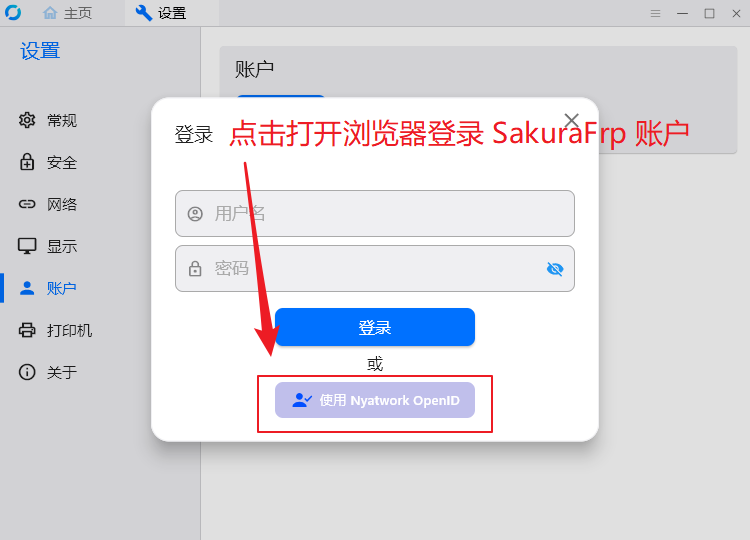 主页
设置
设置
账户
常规
安全
网络
显示
账户
打印机
关于
登录
点击打开浏览器登录 SakuraFrp 账户
用户名
密码
登录
或
使用 Nyatwork OpenID